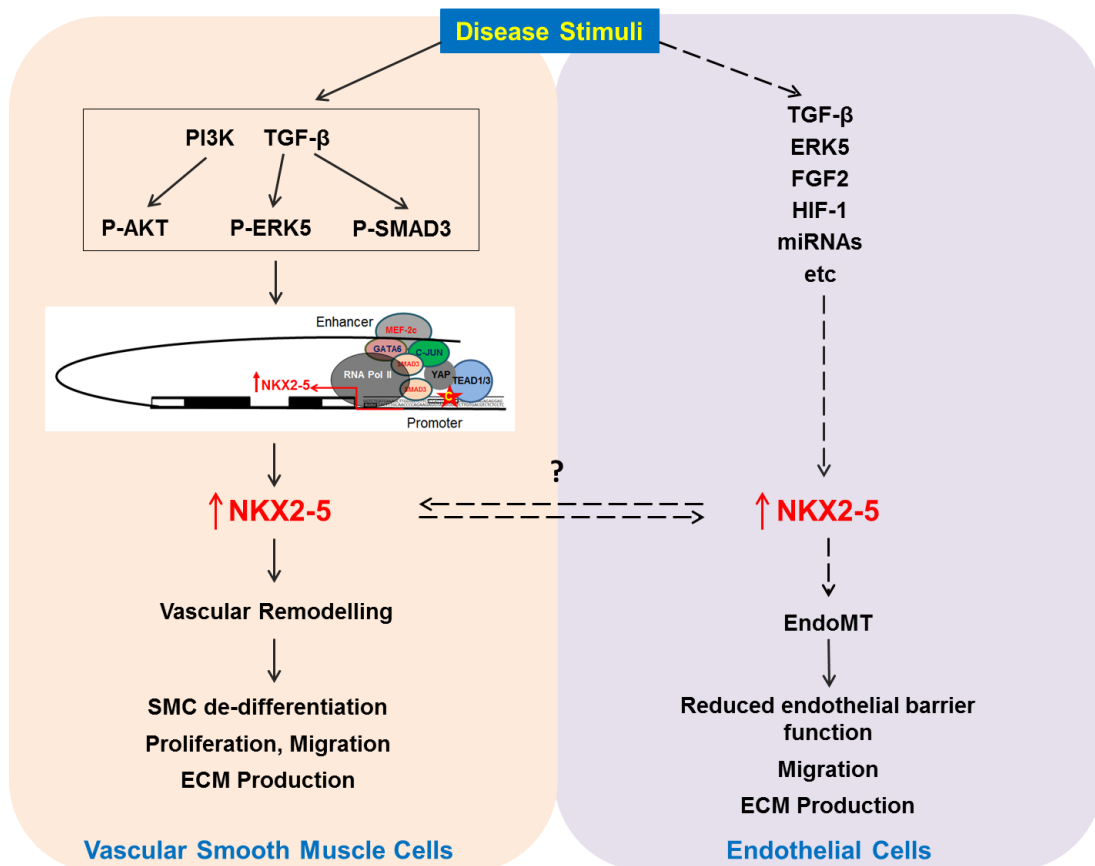 Disease Stimuli
PI3K TGF-β
P-AKT P-ERK5 P-SMAD3
Enhancer
MEF-2c
GATA6
C-JUN
SMAD3
RNA Pol II
YAP
TEAD1/3
SMAD3
C
NKX2-5
Promoter
NKX2-5
Vascular Remodelling
SMC de-differentiation
Proliferation, Migration
ECM Production
Vascular Smooth Muscle Cells
?
TGF-β
ERK5
FGF2
HIF-1
miRNAs
etc
NKX2-5
EndoMT
Reduced endothelial barrier
function
Migration
ECM Production
Endothelial Cells